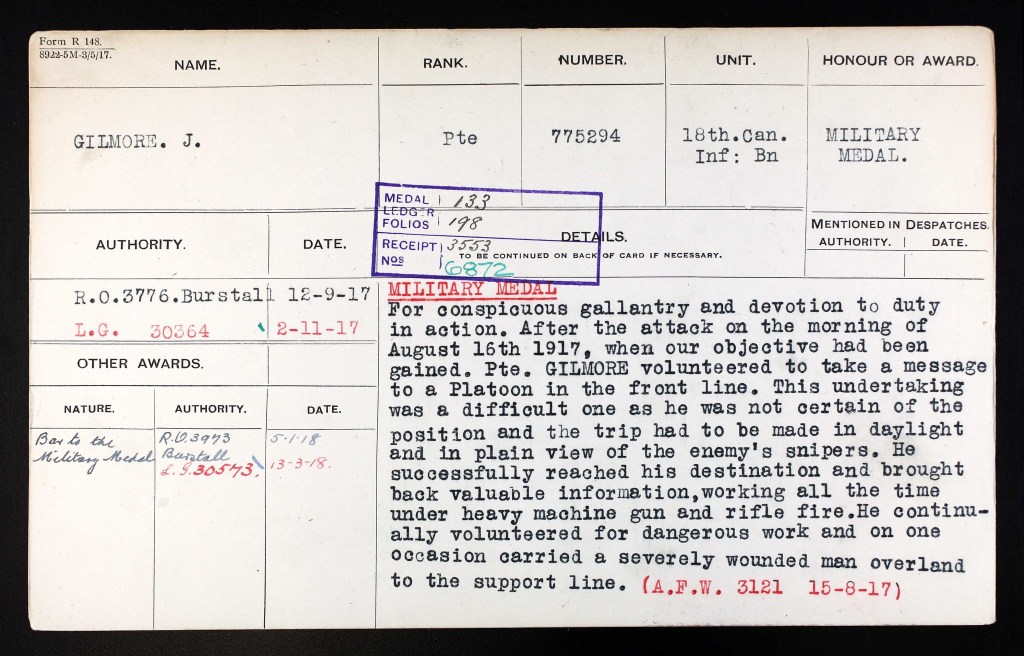 Form R 148.
8922-5M-3/5/17.
NAME.
RANK.
NUMBER.
UNIT.
HONOUR OR AWARD.
GILMORE. J.
Pte
775294
18th.Can.
Inf: Bn
MILITARY
MEDAL.
MEDAL 133
LEDGER
FOLIOS 198
RECEIPT 3553
Nos 6872
AUTHORITY.
DATE.
DETAILS.
TO BE CONTINUED ON BACK OF CARD IF NECESSARY.
MENTIONED IN DESPATCHES.
AUTHORITY. | DATE.
R.O.3776.Burstall 12-9-17
L.G. 30364 2-11-17
OTHER AWARDS.
NATURE.
AUTHORITY.
DATE.
Bar to the
Military Medal
R.O.3973
Burstall
L.G.30573.
5-1-18
13-3-18.
MILITARY MEDAL
For conspicuous gallantry and devotion to duty
in action. After the attack on the morning of
August 16th 1917, when our objective had been
gained. Pte. GILMORE volunteered to take a message
to a Platoon in the front line. This undertaking
was a difficult one as he was not certain of the
position and the trip had to be made in daylight
and in plain view of the enemy's snipers. He
successfully reached his destination and brought
back valuable information,working all the time
under heavy machine gun and rifle fire.He continu-
ally volunteered for dangerous work and on one
occasion carried a severely wounded man overland
to the support line. (A.F.W. 3121 15-8-17)